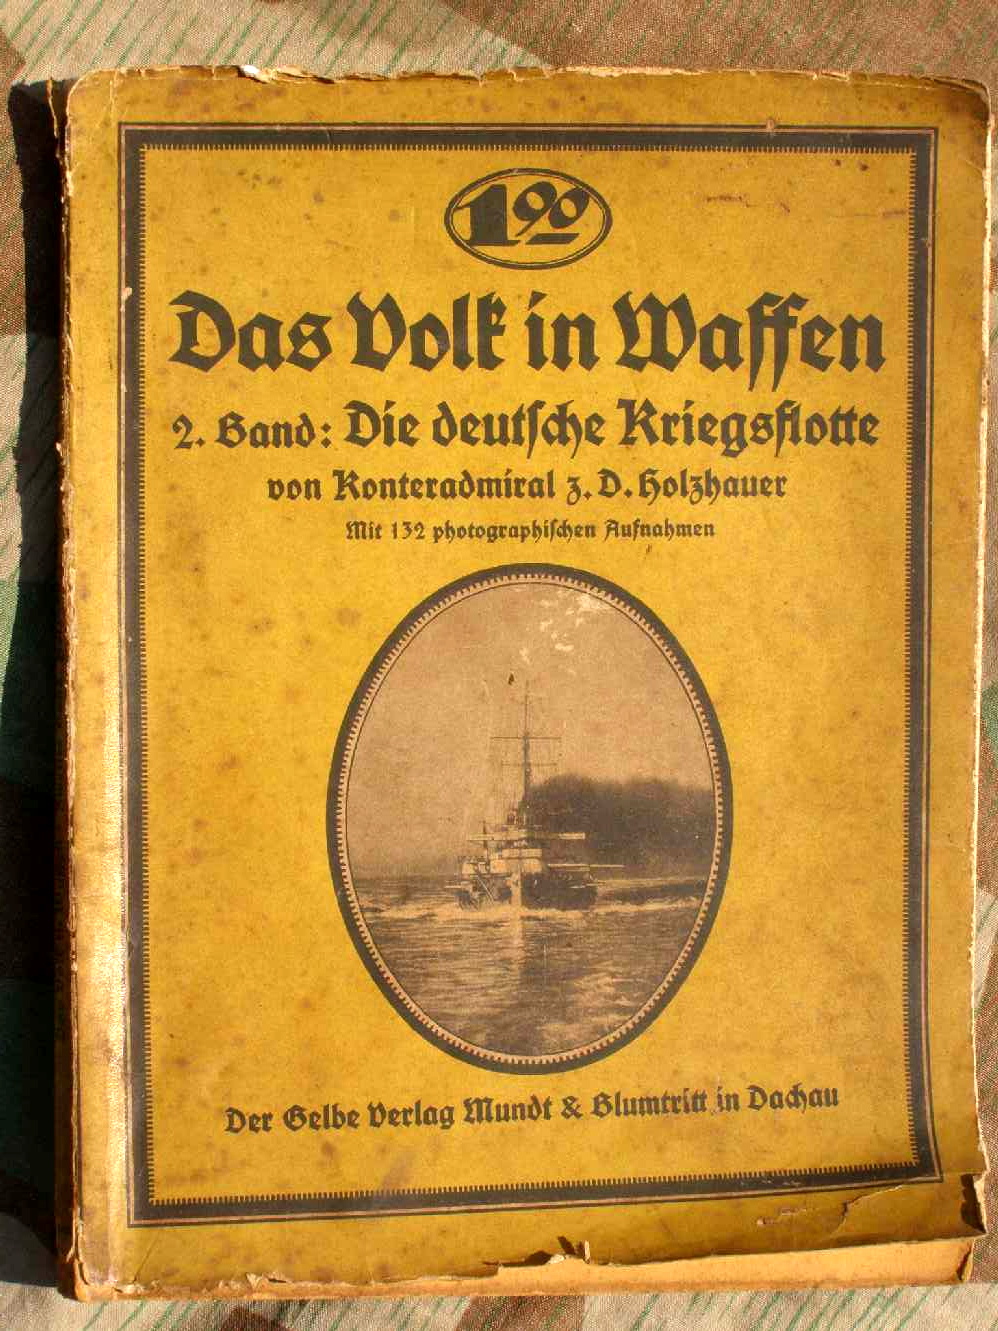 1 90
Das Volk in Waffen
2. Band: Die deutsche Kriegsflotte
von Konteradmiral z. D. Holzhauer
Mit 132 photographischen Aufnahmen
Der Gelbe Verlag Mundt & Blumtritt in Dachau